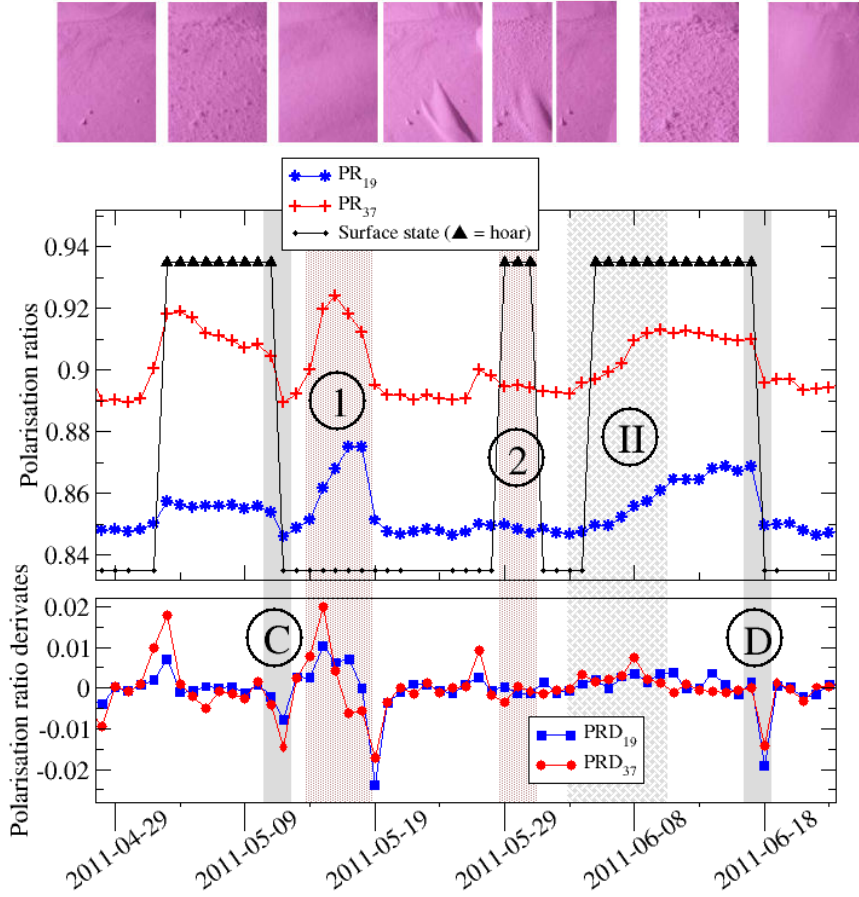 PR19
PR37
Surface state (▲ = hoar)
Polarisation ratios
0.94
0.92
0.9
0.88
0.86
0.84
1
2
II
Polarisation ratio derivates
0.02
0.01
0
-0.01
-0.02
C
D
PRD19
PRD37
2011-04-29
2011-05-09
2011-05-19
2011-05-29
2011-06-08
2011-06-18